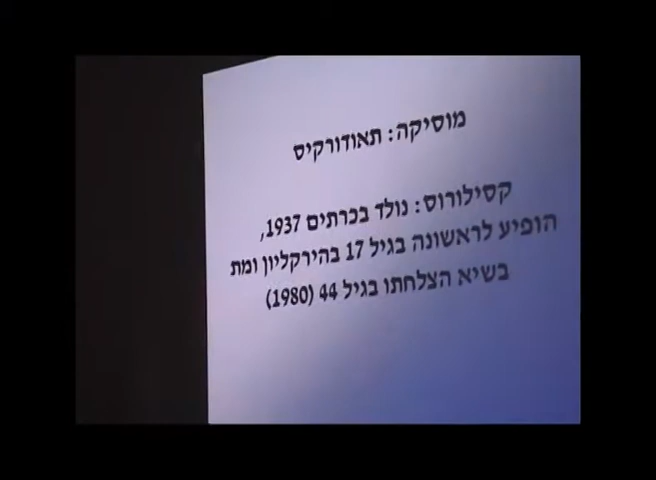 מוסיקה: תאודורקיס
קסילורוס: נולד בכרתים 1937,
הופיע לראשונה בגיל 17 בהירקליון ומת
בשיא הצלחתו בגיל 44 (1980)